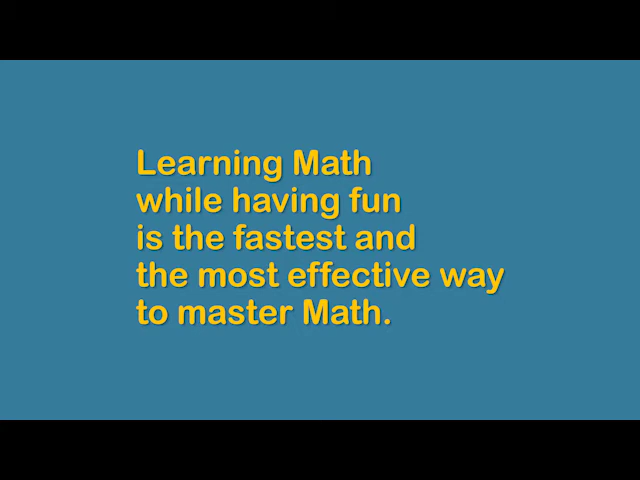 Learning Math
while having fun
is the fastest and
the most effective way
to master Math.